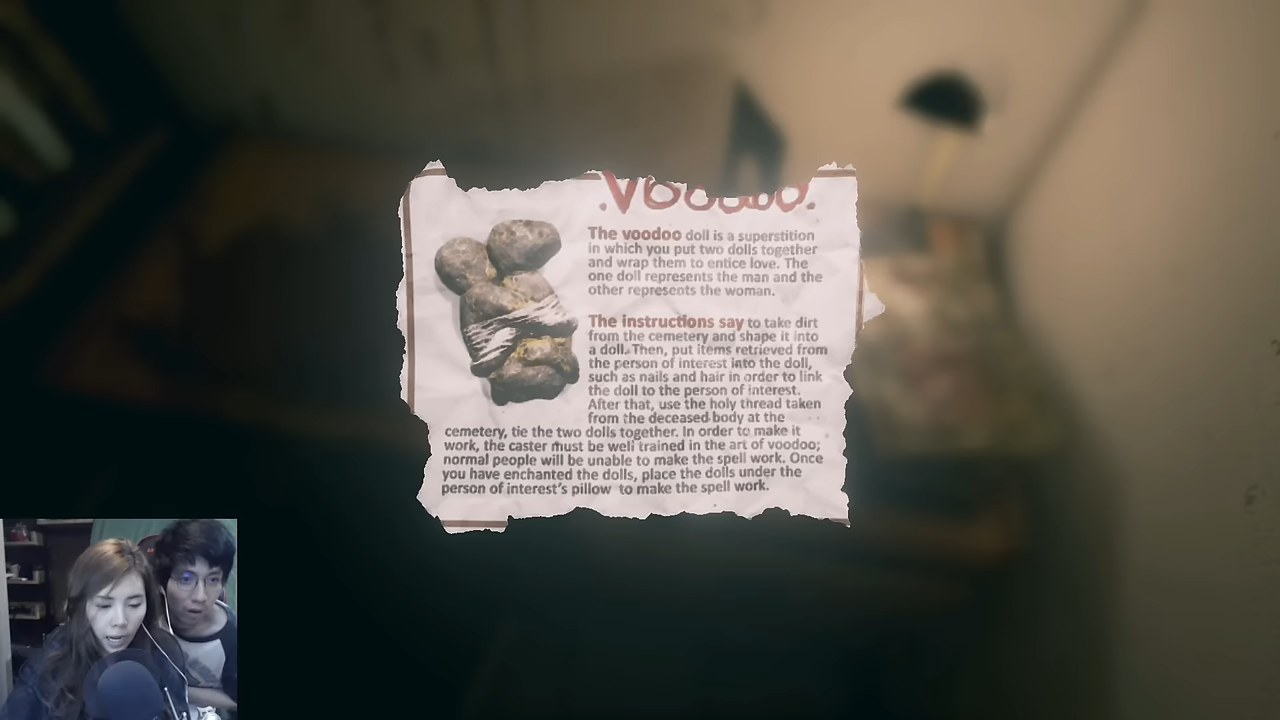 .VOODOO.
The voodoo doll is a superstition
in which you put two dolls together
and wrap them to entice love. The
one doll represents the man and the
other represents the woman.
The instructions say to take dirt
from the cemetery and shape it into
a doll. Then, put items retrieved from
the person of interest into the doll,
such as nails and hair in order to link
the doll to the person of interest.
After that, use the holy thread taken
from the deceased body at the
cemetery, tie the two dolls together. In order to make it
work, the caster must be well trained in the art of voodoo;
normal people will be unable to make the spell work. Once
you have enchanted the dolls, place the dolls under the
person of interest's pillow to make the spell work.